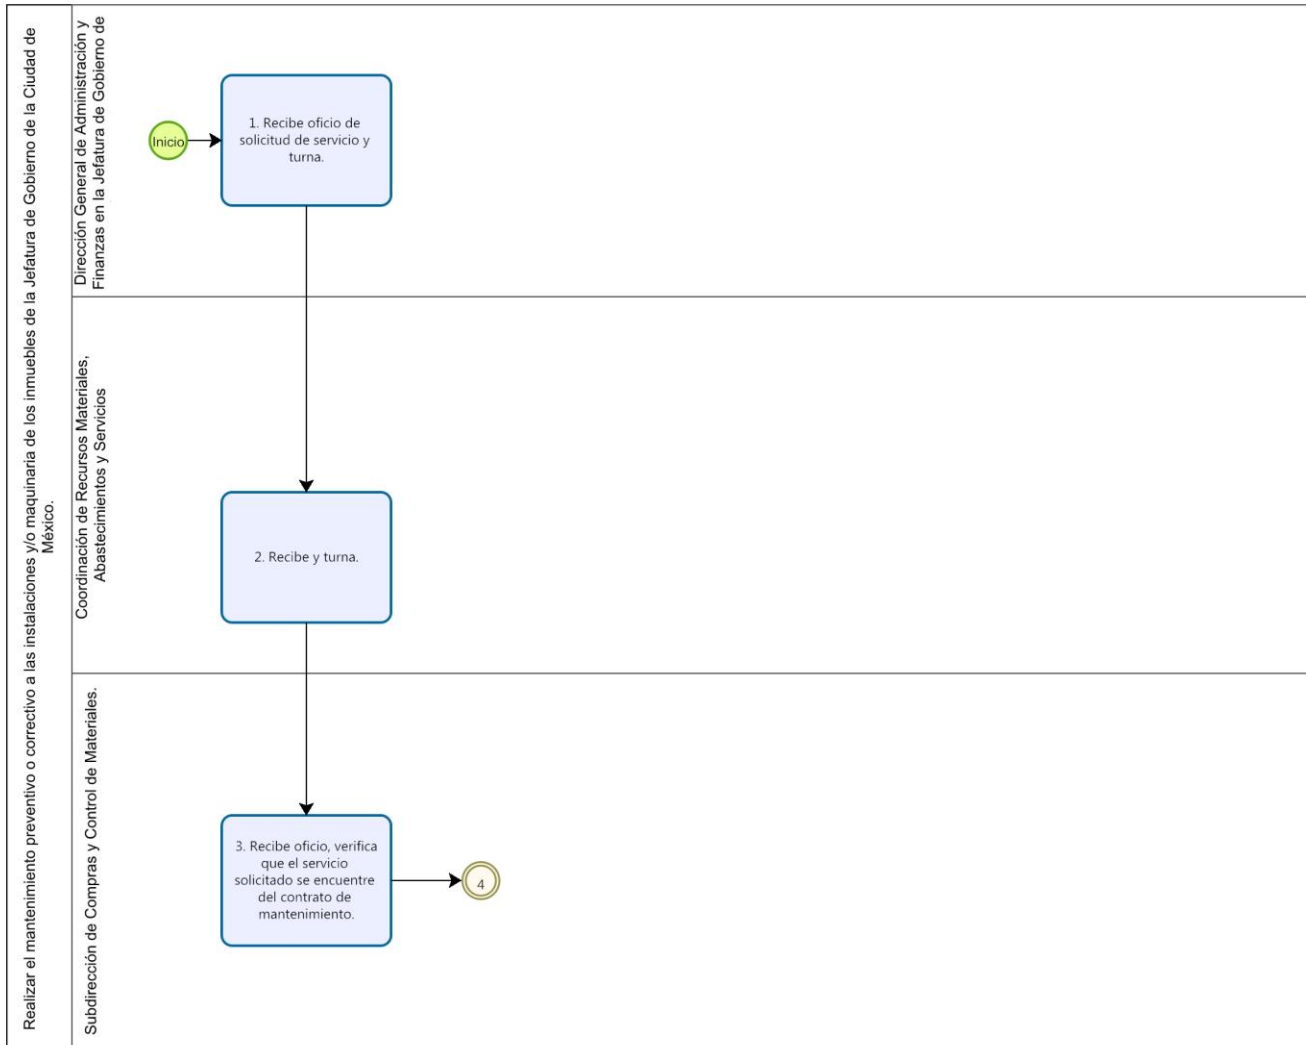 Realizar el mantenimiento preventivo o correctivo a las instalaciones y/o maquinaria de los inmuebles de la Jefatura de Gobierno de la Ciudad de
México.
Dirección General de Administración y
Finanzas en la Jefatura de Gobierno de
Inicio
1. Recibe oficio de
solicitud de servicio y
turna.
Coordinación de Recursos Materiales,
Abastecimientos y Servicios
2. Recibe y turna.
Subdirección de Compras y Control de Materiales.
3. Recibe oficio, verifica
que el servicio
solicitado se encuentre
del contrato de
mantenimiento.
4